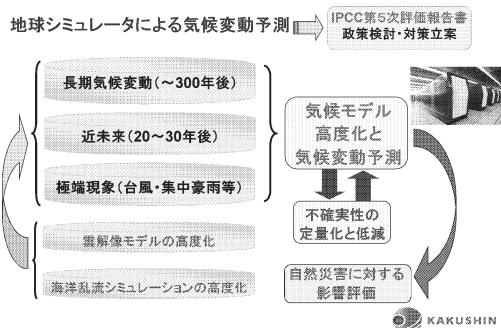 地球シミュレータによる気候変動予測
IPCC第5次評価報告書
政策検討・対策立案
長期気候変動(～300年後)
近未来(20～30年後)
極端現象(台風・集中豪雨等)
雲解像モデルの高度化
海洋乱流シミュレーションの高度化
気候モデル
高度化と
気候変動予測
不確実性の
定量化と低減
自然災害に対する
影響評価
KAKUSHIN